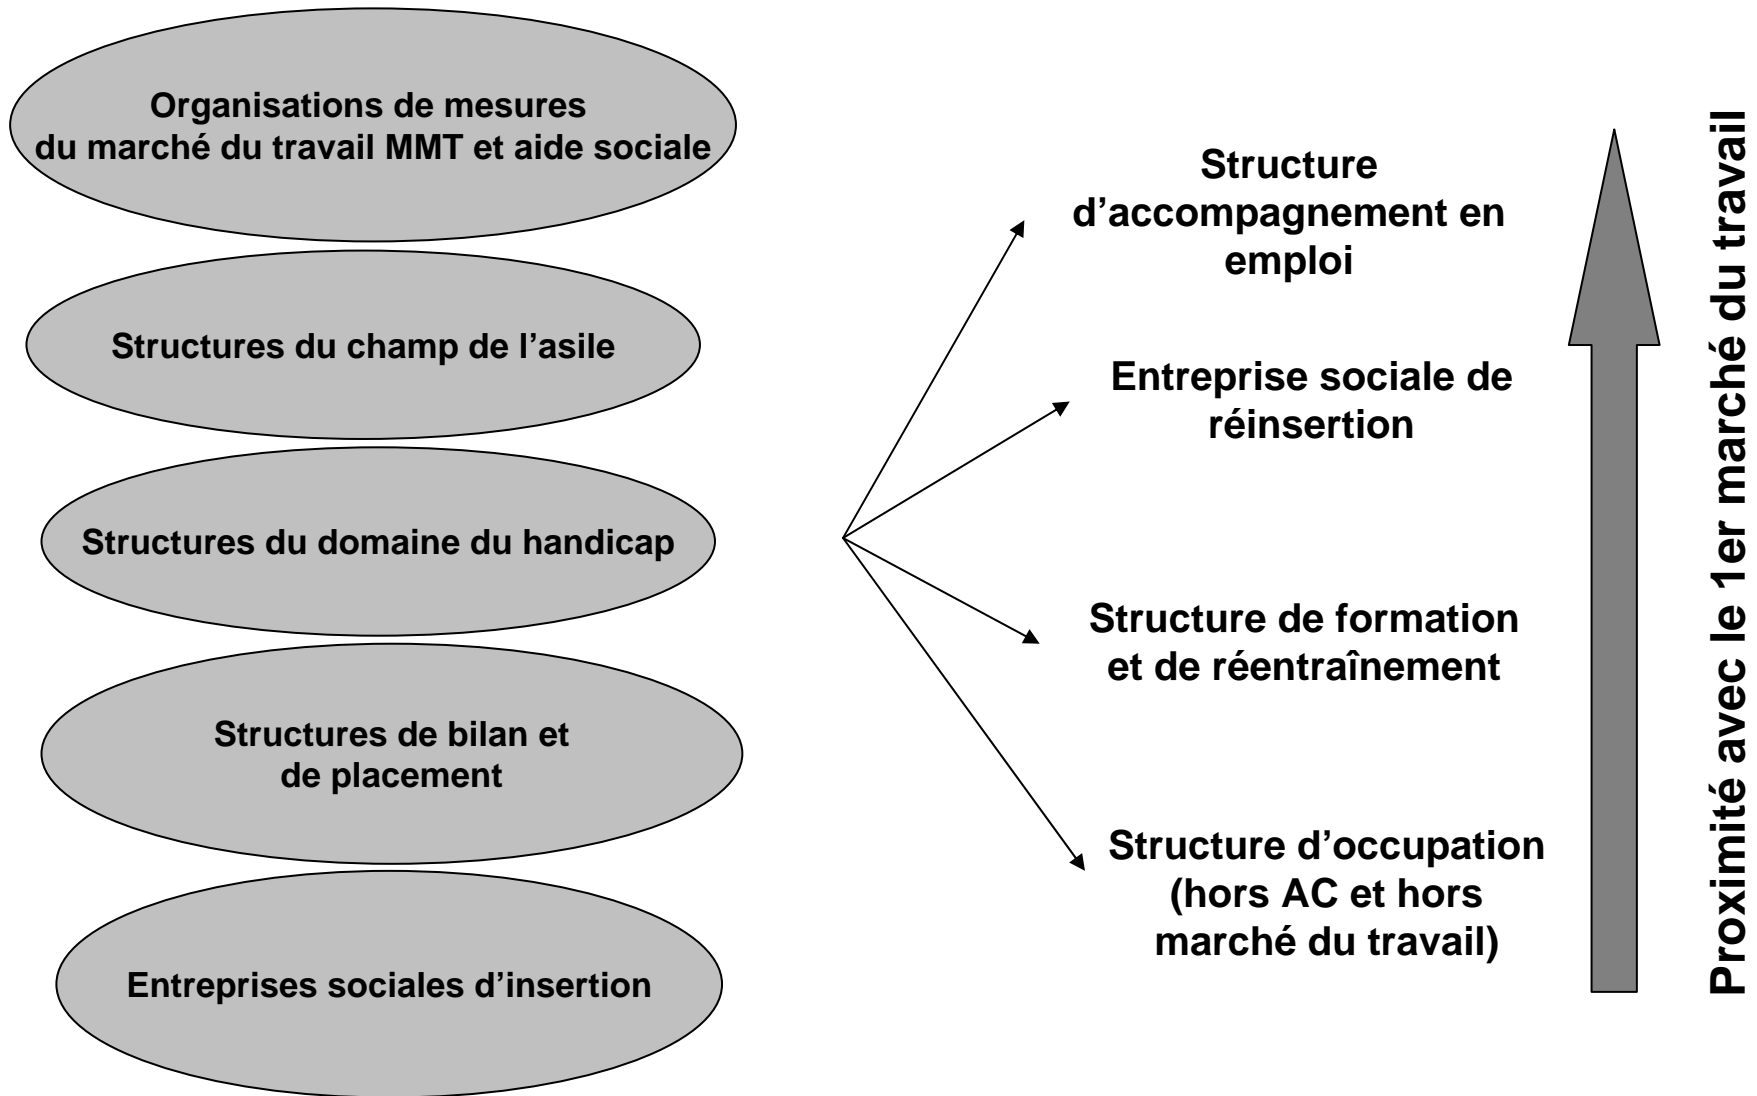 Organisations de mesures
du marché du travail MMT et aide sociale
Structures du champ de l’asile
Structures du domaine du handicap
Structures de bilan et
de placement
Entreprises sociales d’insertion
Structure
d’accompagnement en
emploi
Entreprise sociale de
réinsertion
Structure de formation
et de réentraînement
Structure d’occupation
(hors AC et hors
marché du travail)
Proximité avec le 1er marché du travail